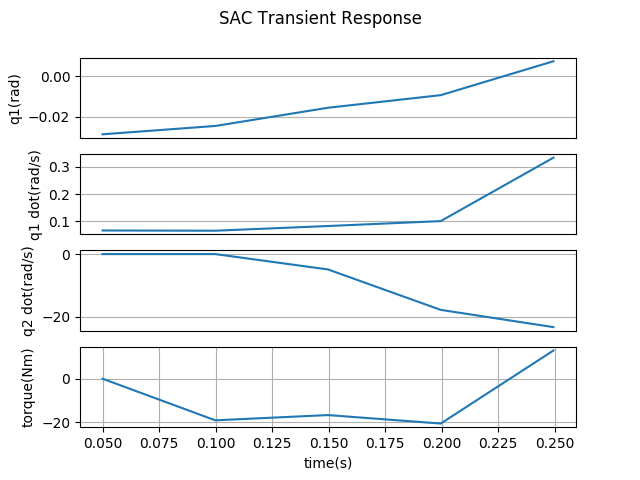 SAC Transient Response
q1(rad)
0.00
−0.02
q1 dot(rad/s)
0.3
0.2
0.1
q2 dot(rad/s)
0
−20
torque(Nm)
0
−20
0.050 0.075 0.100 0.125 0.150 0.175 0.200 0.225 0.250
time(s)